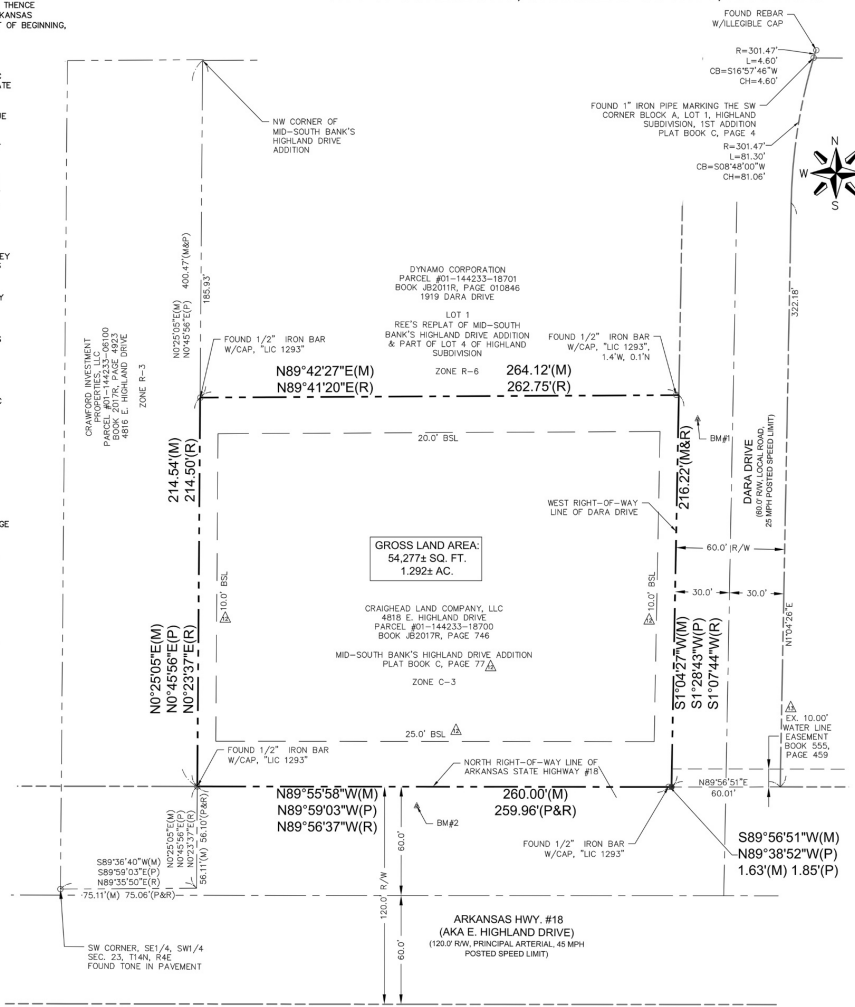 THENCE
KANSAS
T OF BEGINNING,
ATE
UE
EY
Y
S
AGE
FOUND REBAR
W/ILLEGIBLE CAP
R=301.47'
L=4.60'
CB=S16°57'46"W
CH=4.60'
FOUND 1" IRON PIPE MARKING THE SW
CORNER BLOCK A, LOT 1, HIGHLAND
SUBDIVISION, 1ST ADDITION
PLAT BOOK C, PAGE 4
R=301.47'
L=81.30'
CB=S08°48'00"W
CH=81.06'
N
W
S
NW CORNER OF
MID-SOUTH BANK'S
HIGHLAND DRIVE
ADDITION
N0°25'05"E(M)
N0°45'56"E(P) 400.47'(M&P)
185.93'
CRAWFORD INVESTMENT
PROPERTIES, LLC
PARCEL #01-144233-06100
BOOK 2017R, PAGE 4923
4816 E. HIGHLAND DRIVE
ZONE R-3
DYNAMO CORPORATION
PARCEL #01-144233-18701
BOOK JB2011R, PAGE 010846
1919 DARA DRIVE
LOT 1
REE'S REPLAT OF MID-SOUTH
BANK'S HIGHLAND DRIVE ADDITION
& PART OF LOT 4 OF HIGHLAND
SUBDIVISION
ZONE R-6
322.18'
FOUND 1/2" IRON BAR
W/CAP, "LIC 1293"
FOUND 1/2" IRON BAR
W/CAP, "LIC 1293",
1.4'W, 0.1'N
N89°42'27"E(M) 264.12'(M)
N89°41'20"E(R) 262.75'(R)
20.0' BSL
BM#1
214.54'(M)
214.50'(R)
216.22'(M&R)
DARA DRIVE
(60.0' R/W, LOCAL ROAD,
25 MPH POSTED SPEED LIMIT)
WEST RIGHT-OF-WAY
LINE OF DARA DRIVE
GROSS LAND AREA:
54,277± SQ. FT.
1.292± AC.
60.0' R/W
30.0' 30.0'
10.0' BSL
10.0' BSL
CRAIGHEAD LAND COMPANY, LLC
4818 E. HIGHLAND DRIVE
PARCEL #01-144233-18700
BOOK JB2017R, PAGE 746
MID-SOUTH BANK'S HIGHLAND DRIVE ADDITION
PLAT BOOK C, PAGE 77
ZONE C-3
N0°25'05"E(M)
N0°45'56"E(P)
N0°23'37"E(R)
S1°04'27"W(M)
S1°28'43"W(P)
S1°07'44"W(R)
N1°04'26"E
EX. 10.00'
WATER LINE
EASEMENT
BOOK 555,
PAGE 459
25.0' BSL
FOUND 1/2" IRON BAR
W/CAP, "LIC 1293"
NORTH RIGHT-OF-WAY LINE OF
ARKANSAS STATE HIGHWAY #18
N89°56'51"E
60.01'
N89°55'58"W(M) 260.00'(M)
N89°59'03"W(P) 259.96'(P&R)
N89°56'37"W(R)
BM#2
FOUND 1/2" IRON BAR
W/CAP, "LIC 1293"
S89°56'51"W(M)
N89°38'52"W(P)
1.63'(M) 1.85'(P)
N0°25'05"E(M)
N0°45'56"E(P)
N0°23'37"E(R)
56.11'(M) 56.10'(P&R)
S89°36'40"W(M)
S89°59'03"E(P)
N89°35'50"E(R)
75.11'(M) 75.06'(P&R)
60.0'
120.0' R/W
60.0'
ARKANSAS HWY. #18
(AKA E. HIGHLAND DRIVE)
(120.0' R/W, PRINCIPAL ARTERIAL, 45 MPH
POSTED SPEED LIMIT)
SW CORNER, SE1/4, SW1/4
SEC. 23, T14N, R4E
FOUND TONE IN PAVEMENT